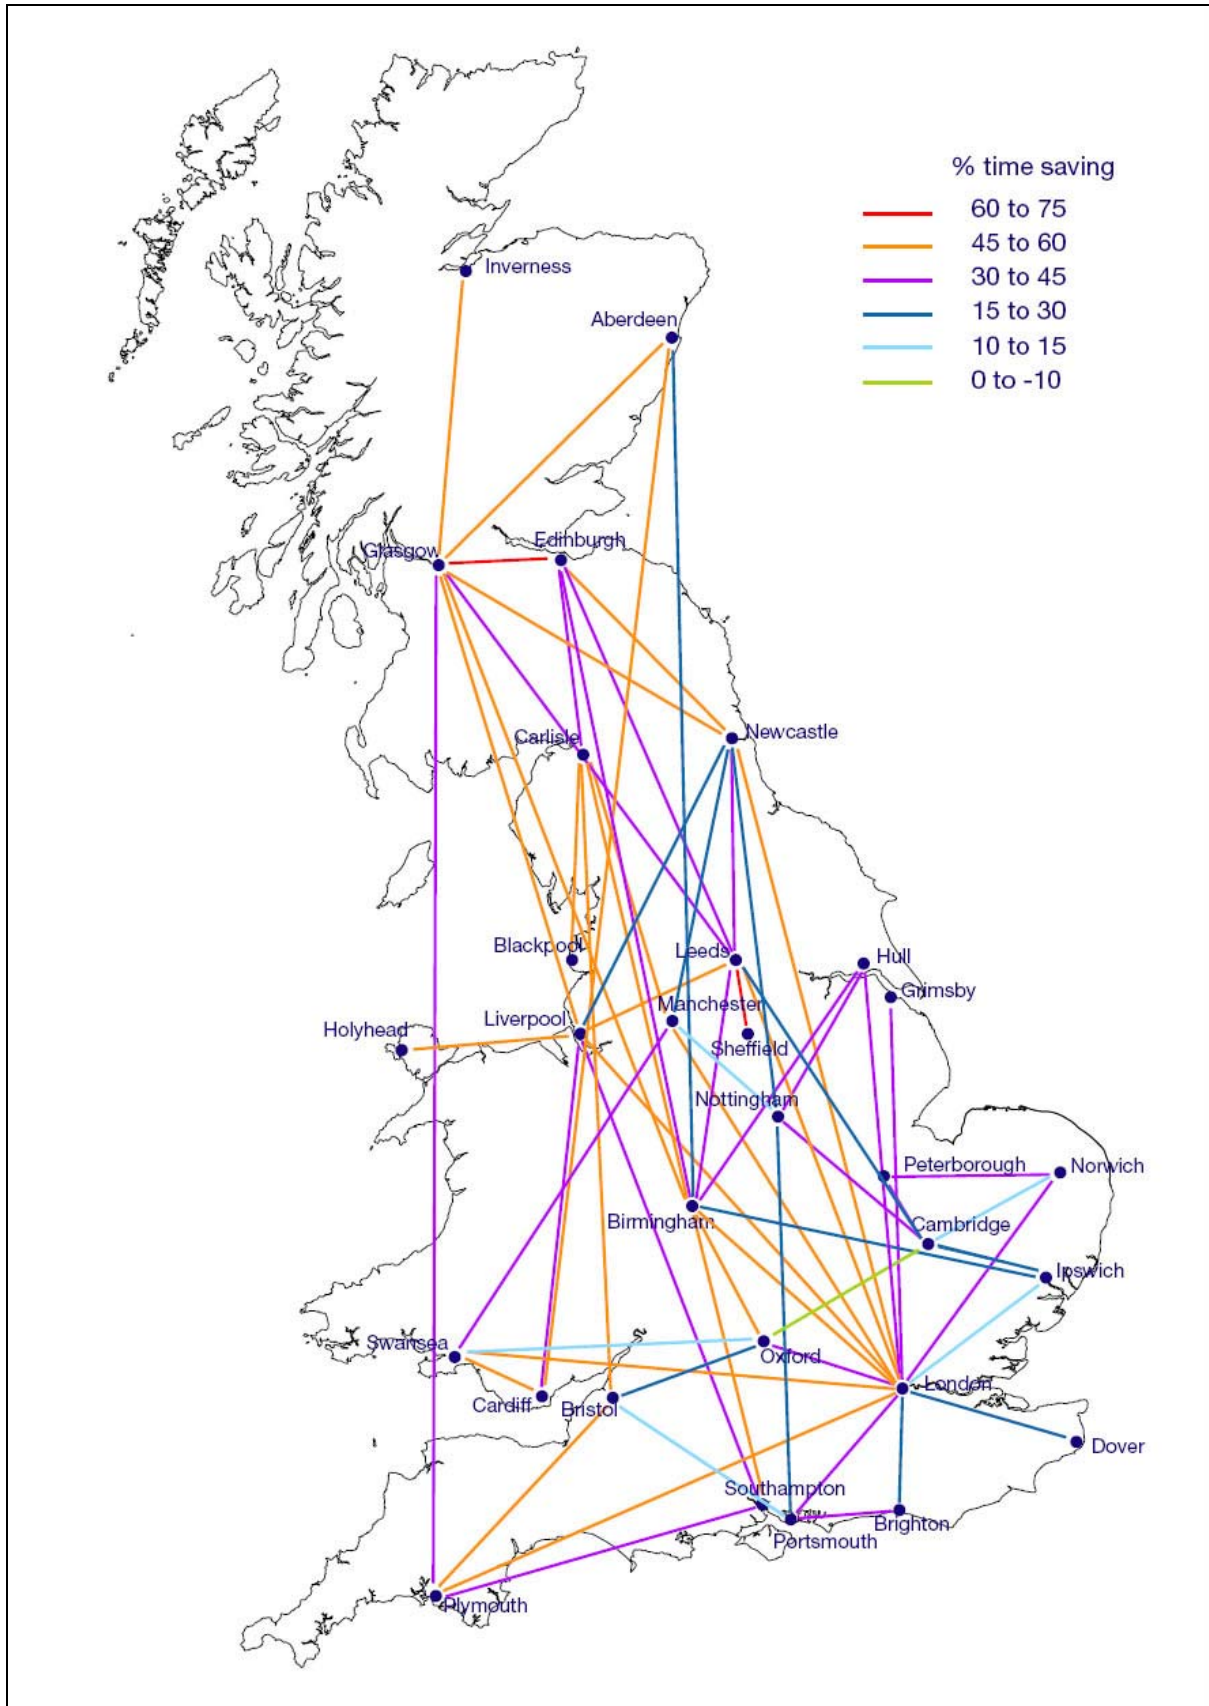 % time saving
60 to 75
45 to 60
30 to 45
15 to 30
10 to 15
0 to -10
Inverness
Aberdeen
Glasgow
Edinburgh
Carlisle
Newcastle
Blackpool
Leeds
Hull
Grimsby
Manchester
Liverpool
Holyhead
Sheffield
Nottingham
Peterborough
Norwich
Birmingham
Cambridge
Ipswich
Swansea
Oxford
London
Cardiff
Bristol
Dover
Southampton
Brighton
Portsmouth
Plymouth